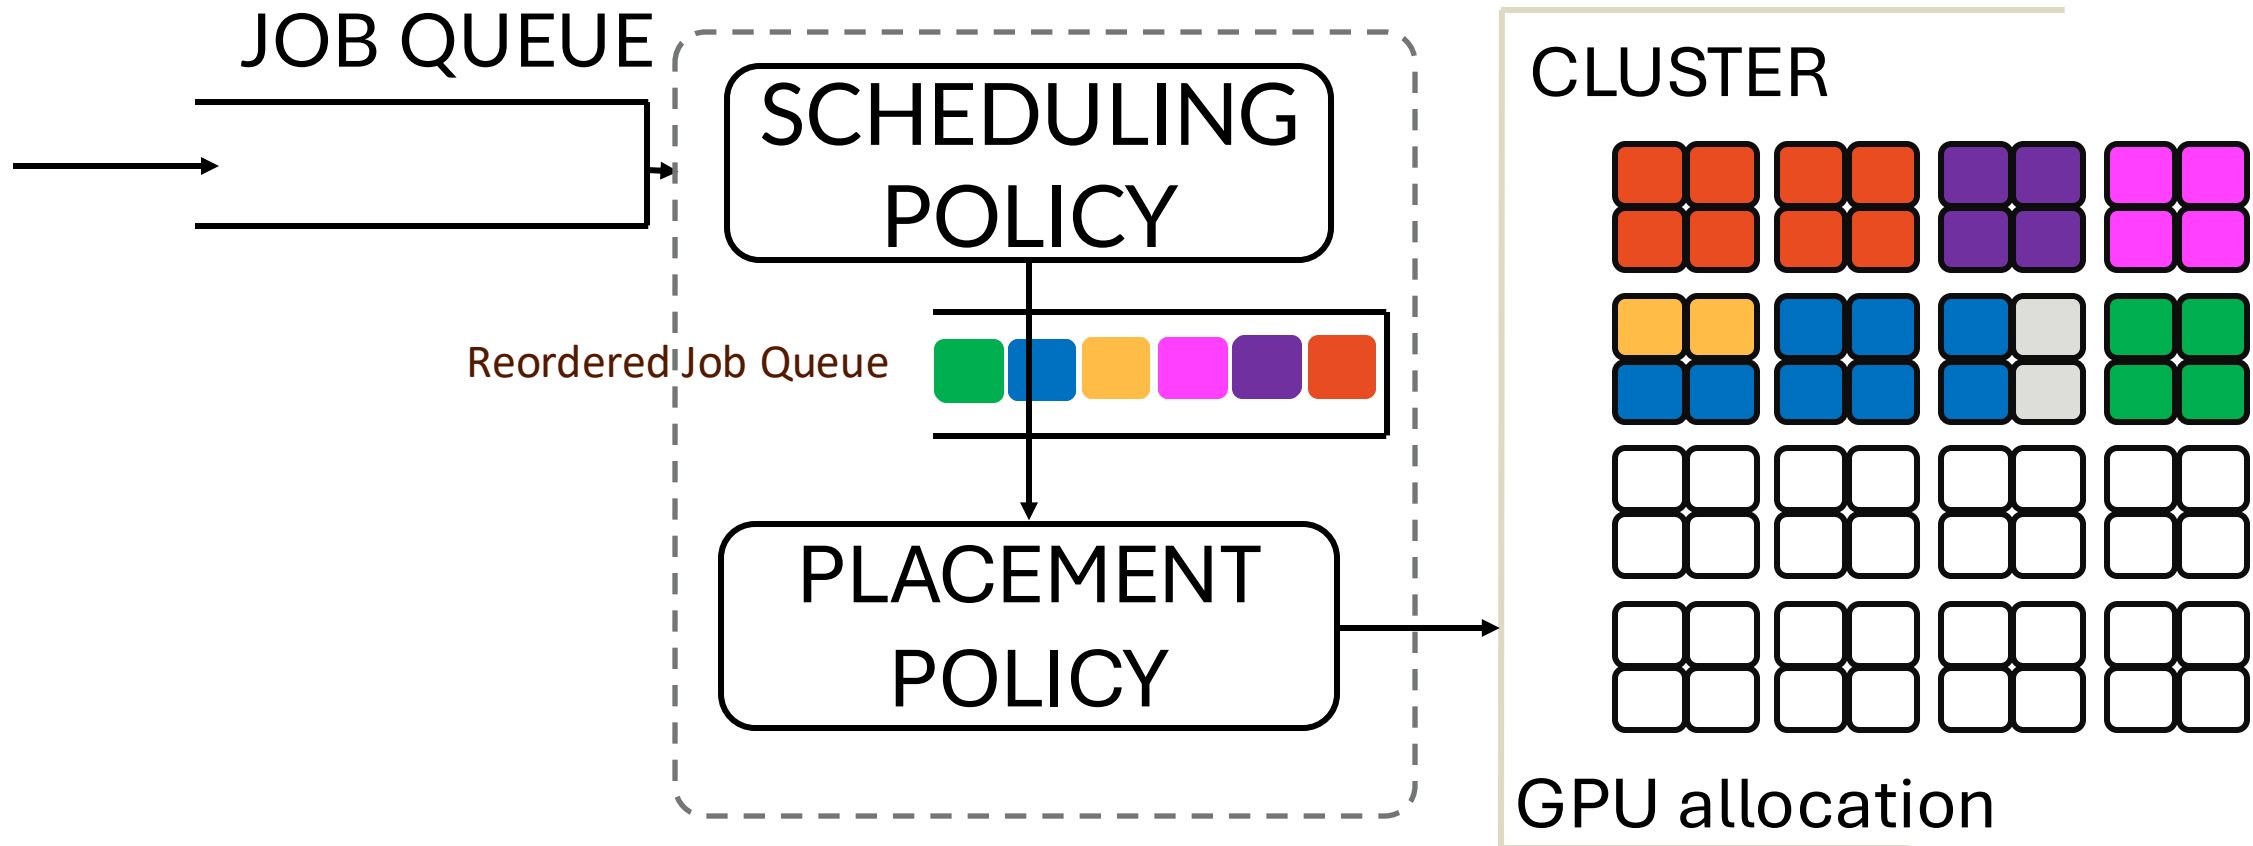 JOB QUEUE
SCHEDULING
POLICY
Reordered Job Queue
PLACEMENT
POLICY
CLUSTER
GPU allocation